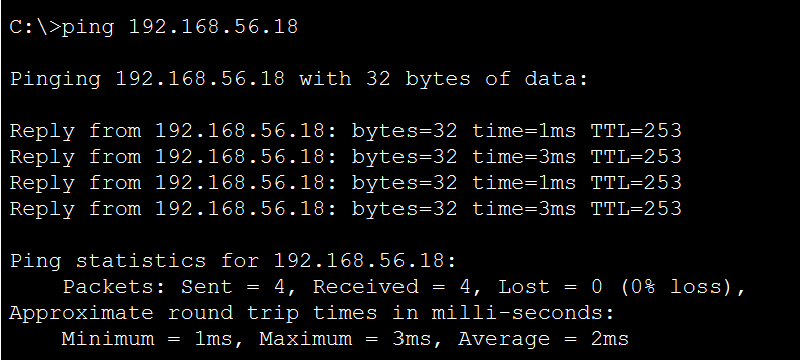 C:\>ping 192.168.56.18
Pinging 192.168.56.18 with 32 bytes of data:
Reply from 192.168.56.18: bytes=32 time=1ms TTL=253
Reply from 192.168.56.18: bytes=32 time=3ms TTL=253
Reply from 192.168.56.18: bytes=32 time=1ms TTL=253
Reply from 192.168.56.18: bytes=32 time=3ms TTL=253
Ping statistics for 192.168.56.18:
Packets: Sent = 4, Received = 4, Lost = 0 (0% loss),
Approximate round trip times in milli-seconds:
Minimum = 1ms, Maximum = 3ms, Average = 2ms